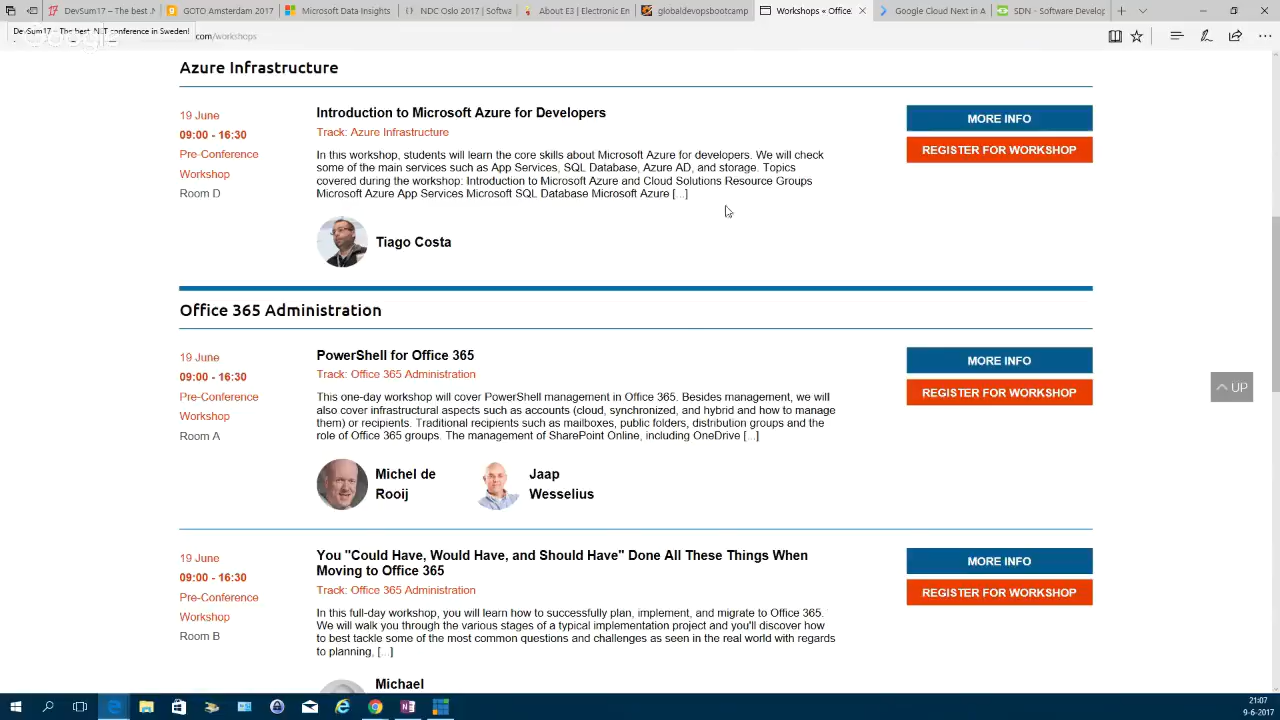 DevSum17 – The best .N
GOTO Amsterdam 2017
Microsoft Data Insights
NDC Oslo 2017 | Softwa
About E3 | Electronic En
globaldevopsbootcamp
Workshops « Office
Google Cloud Next in A
SDN – Software Develop
DevSum17 – The best .NET conference in Sweden!
com/workshops
Azure Infrastructure
19 June
09:00 - 16:30
Pre-Conference
Workshop
Room D
Introduction to Microsoft Azure for Developers
Track: Azure Infrastructure
In this workshop, students will learn the core skills about Microsoft Azure for developers. We will check
some of the main services such as App Services, SQL Database, Azure AD, and storage. Topics
covered during the workshop: Introduction to Microsoft Azure and Cloud Solutions Resource Groups
Microsoft Azure App Services Microsoft SQL Database Microsoft Azure [...]
Tiago Costa
MORE INFO
REGISTER FOR WORKSHOP
Office 365 Administration
19 June
09:00 - 16:30
Pre-Conference
Workshop
Room A
PowerShell for Office 365
Track: Office 365 Administration
This one-day workshop will cover PowerShell management in Office 365. Besides management, we will
also cover infrastructural aspects such as accounts (cloud, synchronized, and hybrid and how to manage
them) or recipients. Traditional recipients such as mailboxes, public folders, distribution groups and the
role of Office 365 groups. The management of SharePoint Online, including OneDrive [...]
Michel de
Rooij
Jaap
Wesselius
MORE INFO
REGISTER FOR WORKSHOP
UP
19 June
09:00 - 16:30
Pre-Conference
Workshop
Room B
You "Could Have, Would Have, and Should Have" Done All These Things When
Moving to Office 365
Track: Office 365 Administration
In this full-day workshop, you will learn how to successfully plan, implement, and migrate to Office 365.
We will walk you through the various stages of a typical implementation project and you'll discover how
to best tackle some of the most common questions and challenges as seen in the real world with regards
to planning, [...]
Michael
MORE INFO
REGISTER FOR WORKSHOP
21:07
9-6-2017